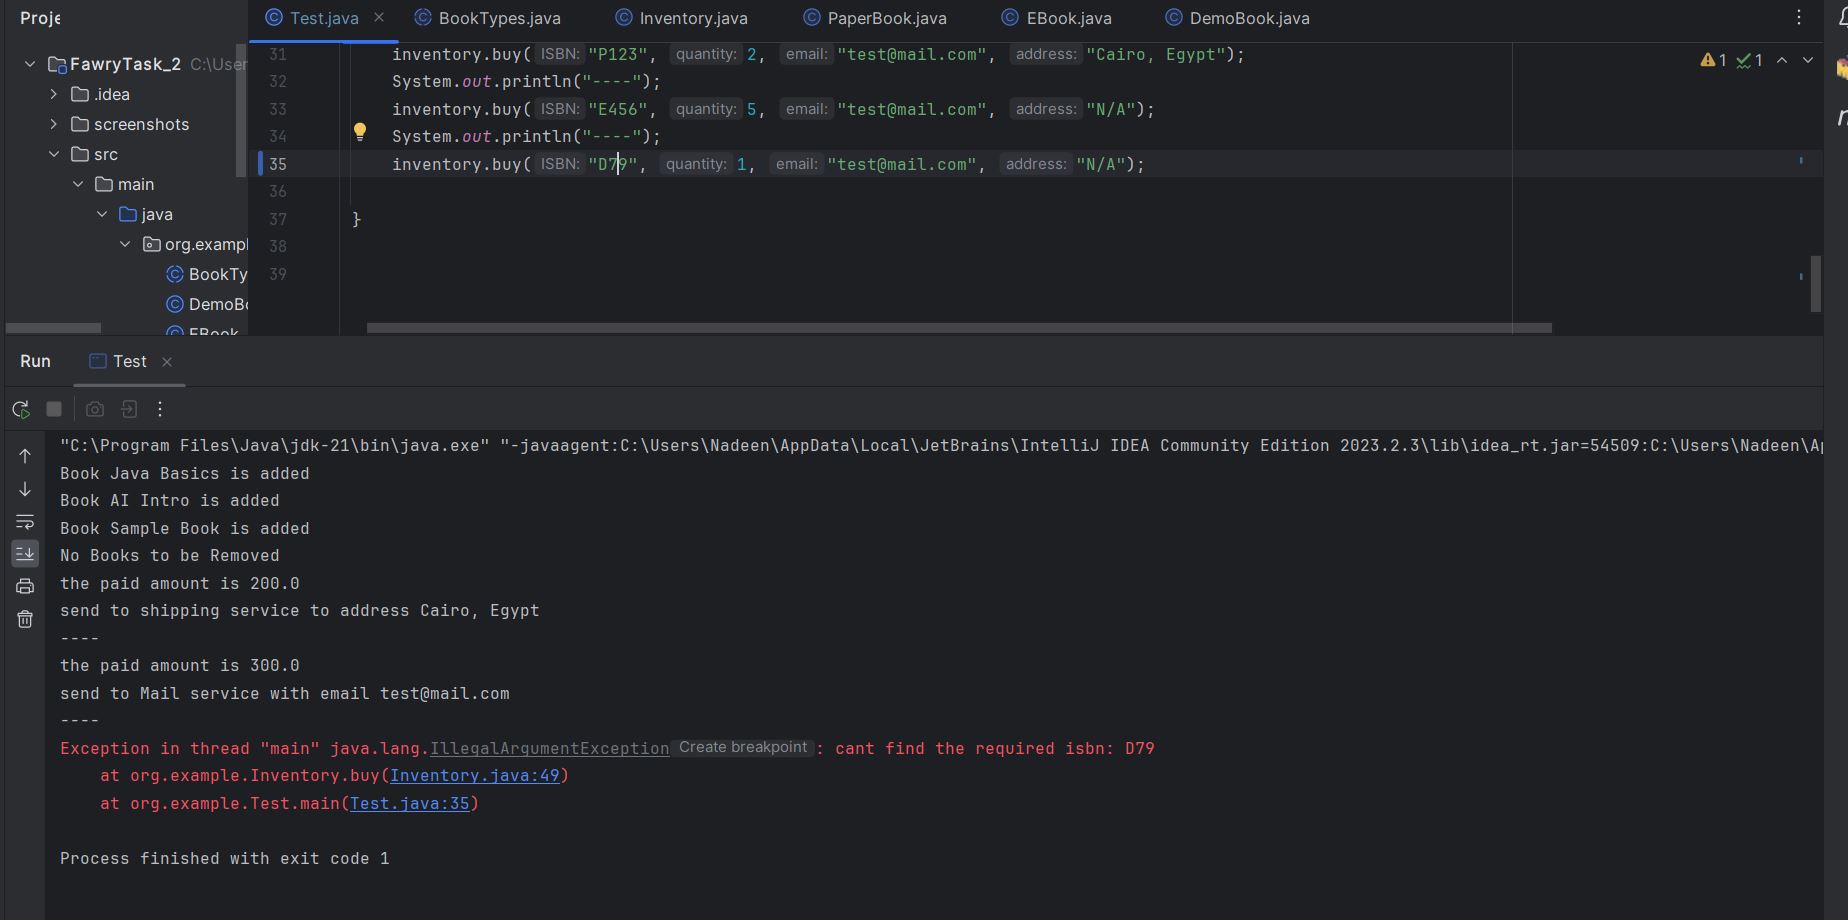 Proje
Test.java
BookTypes.java
Inventory.java
PaperBook.java
EBook.java
DemoBook.java
FawryTask_2 C:\User
.idea
screenshots
src
main
java
org.exampl
BookTy
DemoBo
EBook
31 inventory.buy( ISBN: "P123", quantity: 2, email: "test@mail.com", address: "Cairo, Egypt");
32 System.out.println("----");
33 inventory.buy( ISBN: "E456", quantity: 5, email: "test@mail.com", address: "N/A");
34 System.out.println("----");
35 inventory.buy( ISBN: "D79", quantity: 1, email: "test@mail.com", address: "N/A");
36
37 }
38
39
1 1
Run Test
"C:\Program Files\Java\jdk-21\bin\java.exe" "-javaagent:C:\Users\Nadeen\AppData\Local\JetBrains\IntelliJ IDEA Community Edition 2023.2.3\lib\idea_rt.jar=54509:C:\Users\Nadeen\Ap
Book Java Basics is added
Book AI Intro is added
Book Sample Book is added
No Books to be Removed
the paid amount is 200.0
send to shipping service to address Cairo, Egypt
----
the paid amount is 300.0
send to Mail service with email test@mail.com
----
Exception in thread "main" java.lang.IllegalArgumentException Create breakpoint : cant find the required isbn: D79
at org.example.Inventory.buy(Inventory.java:49)
at org.example.Test.main(Test.java:35)
Process finished with exit code 1